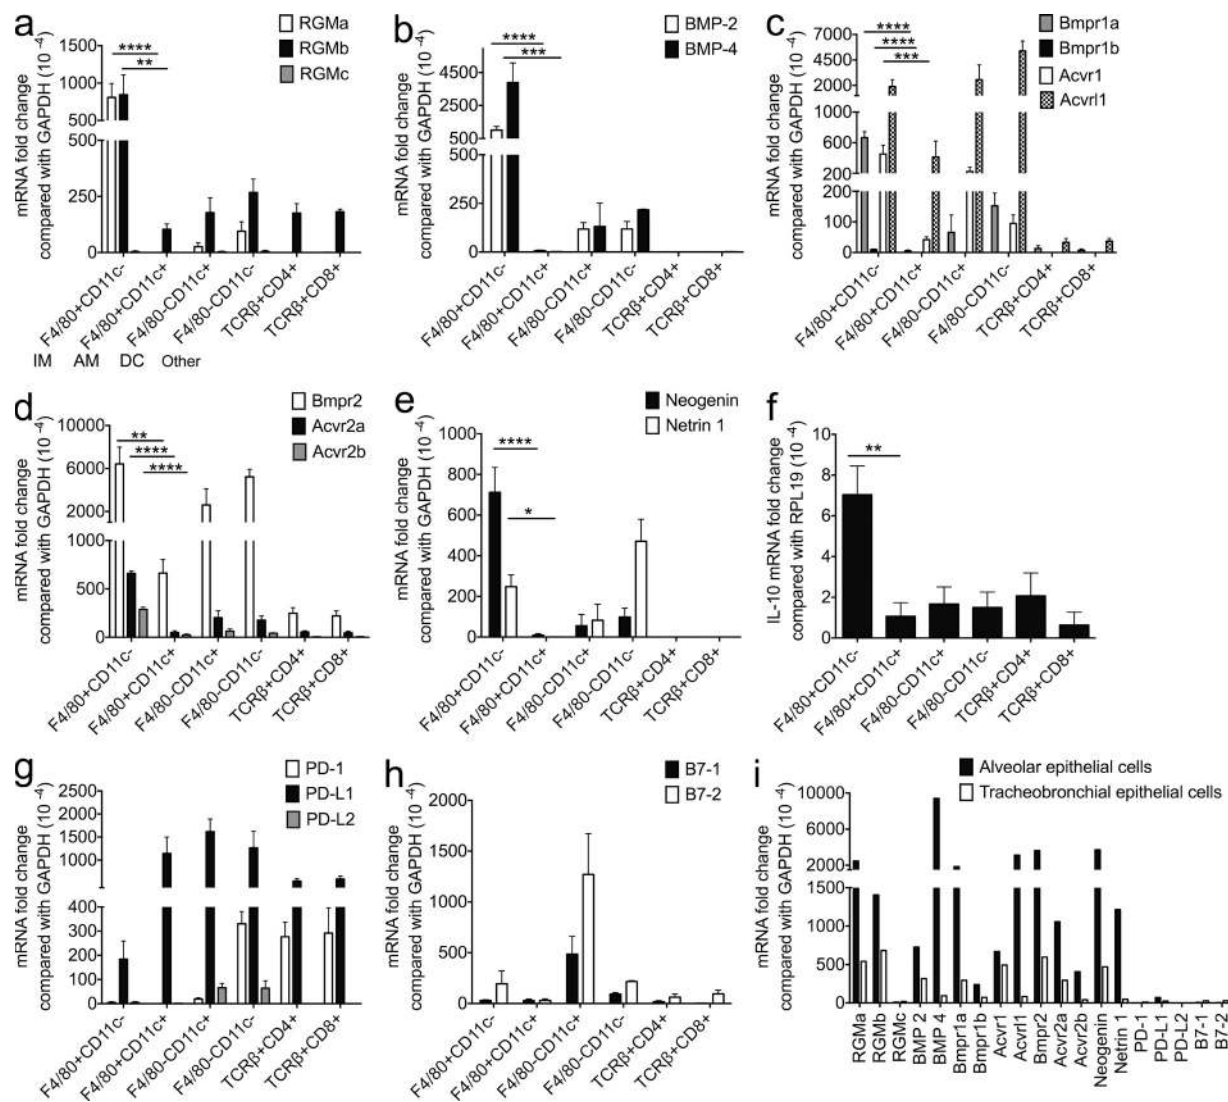 a
RGMa
RGMb
RGMc
mRNA fold change
compared with GAPDH (10 -4)
1500
1000
500
500
250
0
****
**
F4/80+CD11c-
F4/80+CD11c+
F4/80-CD11c+
F4/80-CD11c-
TCRβ+CD4+
TCRβ+CD8+
IM AM DC Other
b
BMP-2
BMP-4
mRNA fold change
compared with GAPDH (10 -4)
4500
2500
500
500
250
0
****
***
F4/80+CD11c-
F4/80+CD11c+
F4/80-CD11c+
F4/80-CD11c-
TCRβ+CD4+
TCRβ+CD8+
c
Bmpr1a
Bmpr1b
Acvr1
Acvrl1
mRNA fold change
compared with GAPDH (10 -4)
7000
2000
1000
600
200
200
100
0
****
****
***
F4/80+CD11c-
F4/80+CD11c+
F4/80-CD11c+
F4/80-CD11c-
TCRβ+CD4+
TCRβ+CD8+
d
Bmpr2
Acvr2a
Acvr2b
mRNA fold change
compared with GAPDH (10 -4)
10000
6000
2000
1000
500
0
**
****
****
F4/80+CD11c-
F4/80+CD11c+
F4/80-CD11c+
F4/80-CD11c-
TCRβ+CD4+
TCRβ+CD8+
e
Neogenin
Netrin 1
mRNA fold change
compared with GAPDH (10 -4)
1000
800
600
400
200
0
****
*
F4/80+CD11c-
F4/80+CD11c+
F4/80-CD11c+
F4/80-CD11c-
TCRβ+CD4+
TCRβ+CD8+
f
IL-10 mRNA fold change
compared with RPL19 (10 -4)
10
8
6
4
2
0
**
F4/80+CD11c-
F4/80+CD11c+
F4/80-CD11c+
F4/80-CD11c-
TCRβ+CD4+
TCRβ+CD8+
g
PD-1
PD-L1
PD-L2
mRNA fold change
compared with GAPDH (10 -4)
2500
2000
1500
1000
500
400
300
200
100
0
F4/80+CD11c-
F4/80+CD11c+
F4/80-CD11c+
F4/80-CD11c-
TCRβ+CD4+
TCRβ+CD8+
h
B7-1
B7-2
mRNA fold change
compared with GAPDH (10 -4)
2000
1500
1000
500
0
F4/80+CD11c-
F4/80+CD11c+
F4/80-CD11c+
F4/80-CD11c-
TCRβ+CD4+
TCRβ+CD8+
i
Alveolar epithelial cells
Tracheobronchial epithelial cells
mRNA fold change
compared with GAPDH (10 -4)
10000
6000
2000
1500
1000
500
0
RGMa
RGMb
RGMc
BMP 2
BMP 4
Bmpr1a
Bmpr1b
Acvr1
Acvrl1
Bmpr2
Acvr2a
Acvr2b
Neogenin
Netrin 1
PD-1
PD-L1
PD-L2
B7-1
B7-2